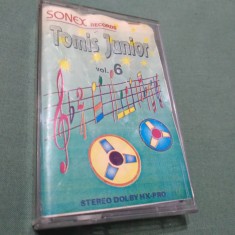 SONEX RECORDS
Tomis Junior
vol. 6
STEREO DOLBY HX-PRO